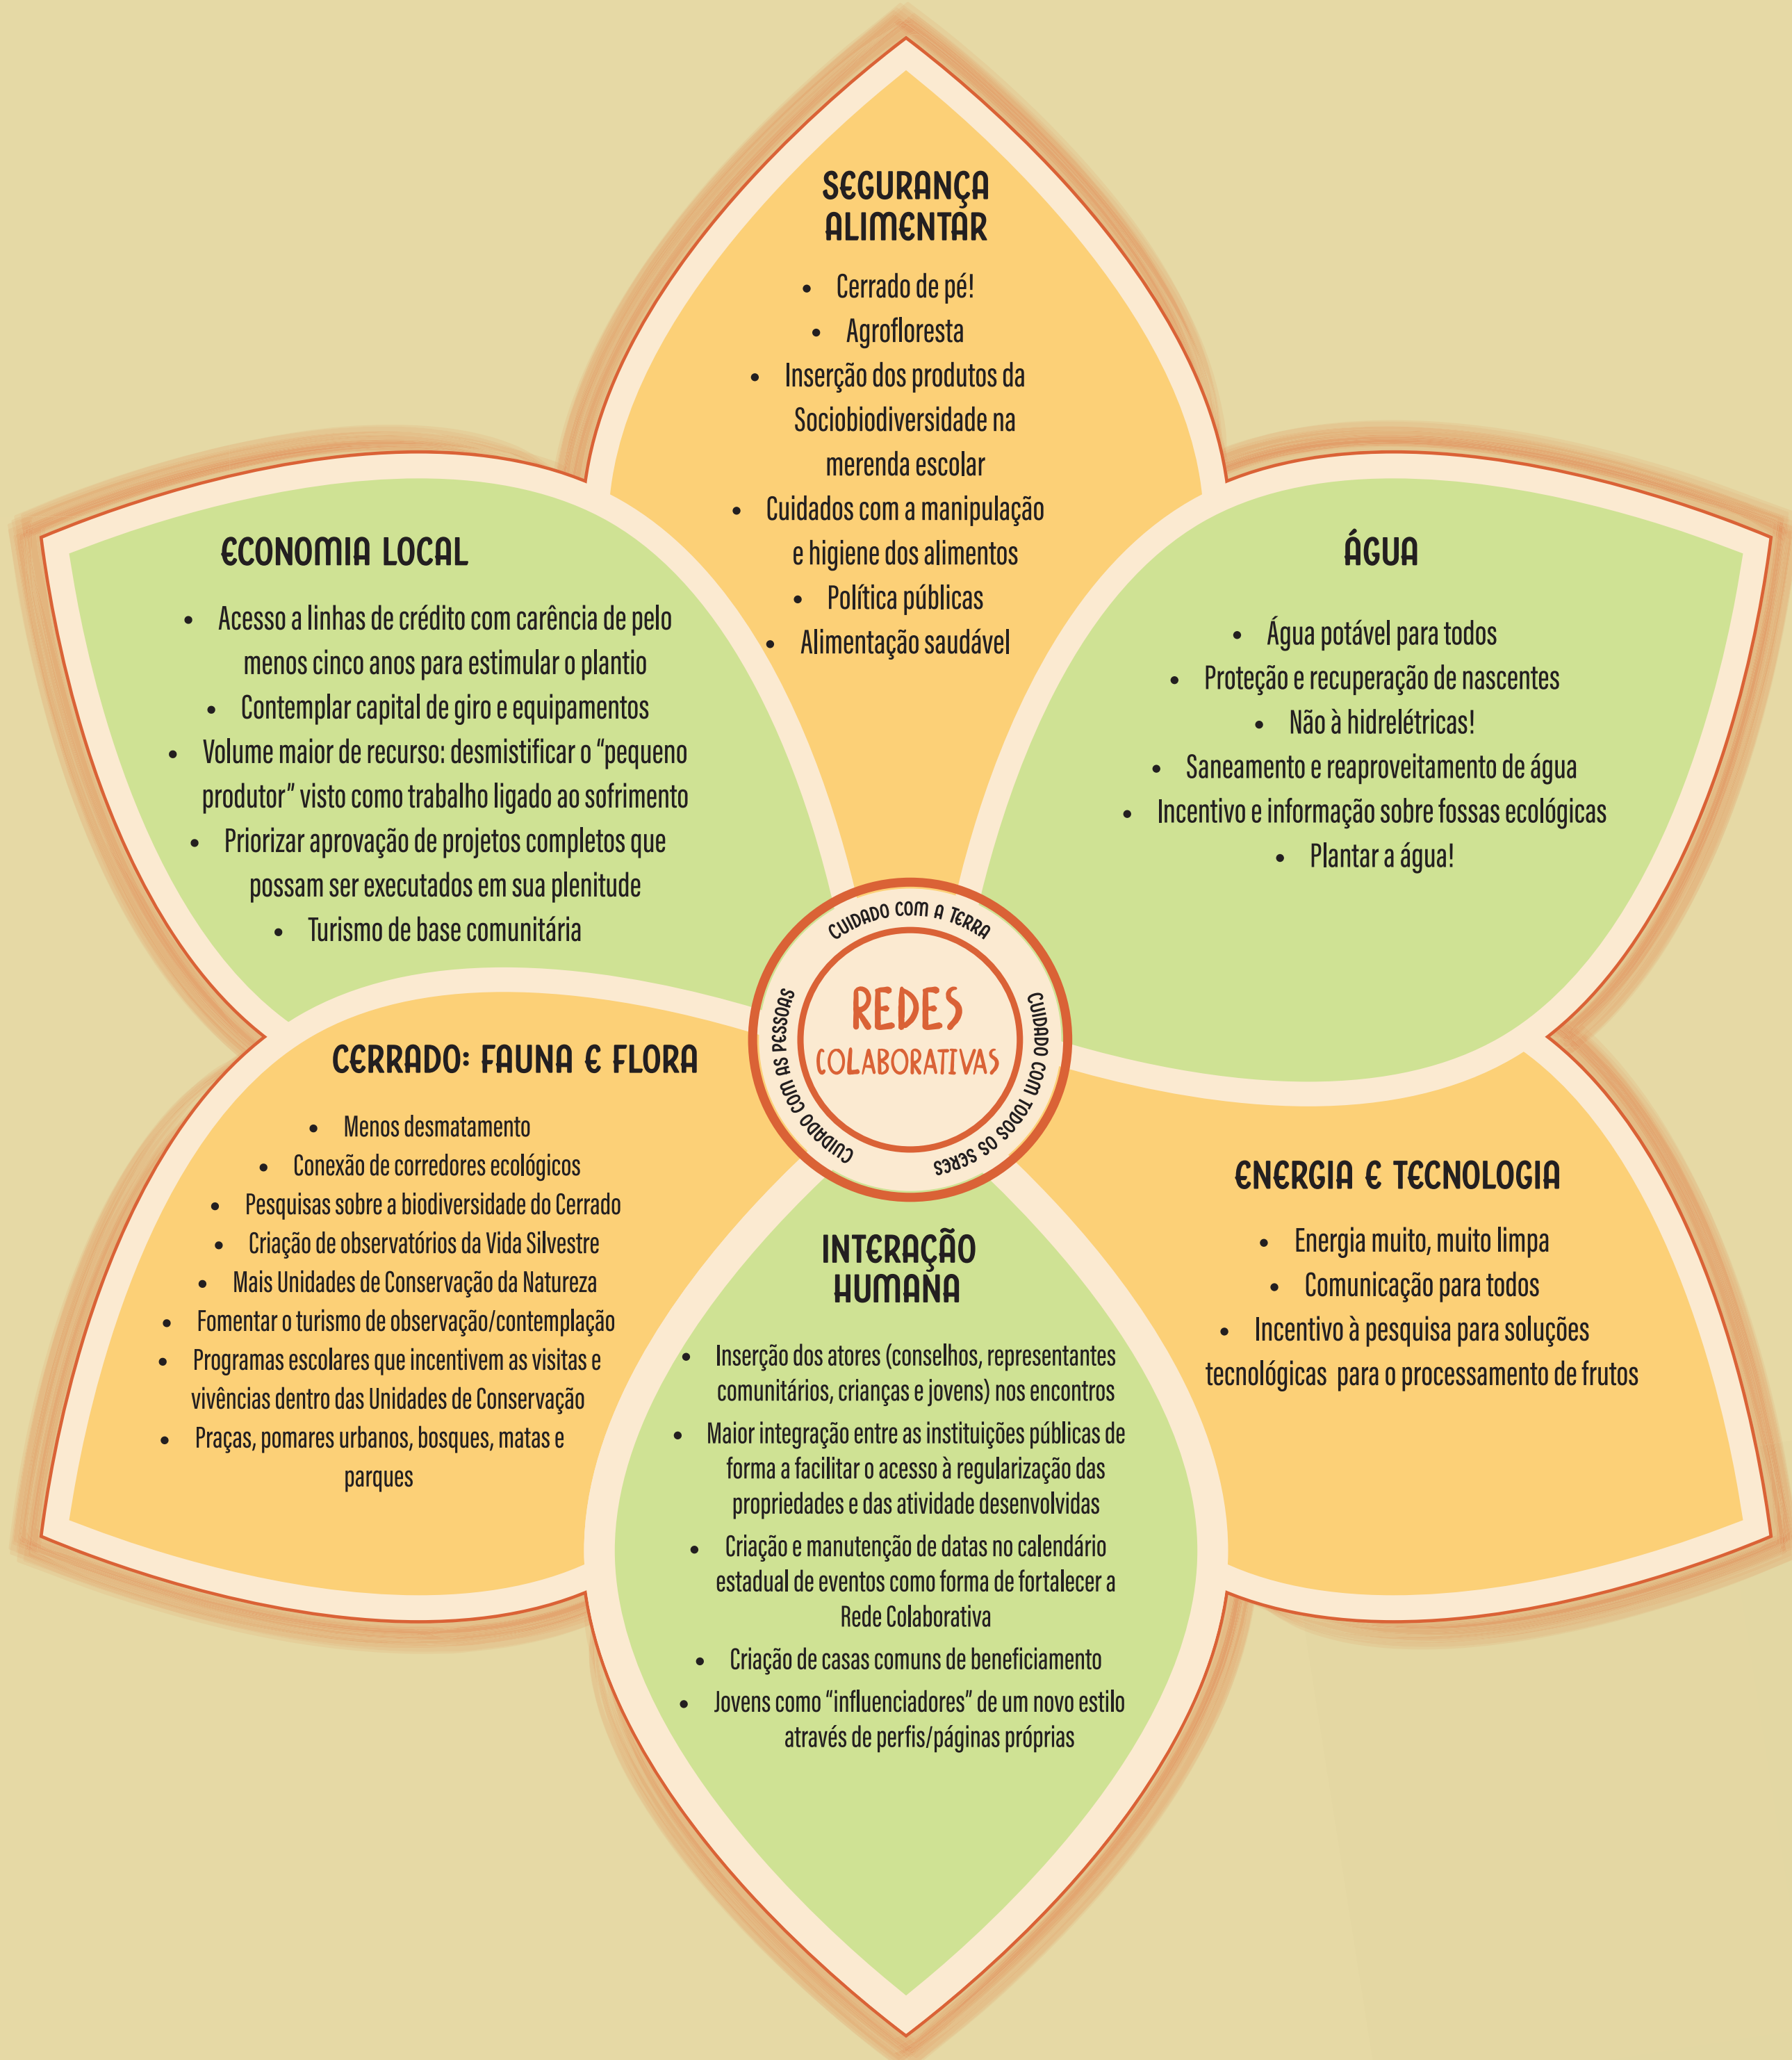 SEGURANÇA
ALIMENTAR
• Cerrado de pé!
• Agrofloresta
• Inserção dos produtos da
Sociobiodiversidade na
merenda escolar
• Cuidados com a manipulação
e higiene dos alimentos
• Política públicas
• Alimentação saudável
ECONOMIA LOCAL
• Acesso a linhas de crédito com carência de pelo
menos cinco anos para estimular o plantio
• Contemplar capital de giro e equipamentos
• Volume maior de recurso: desmistificar o “pequeno
produtor” visto como trabalho ligado ao sofrimento
• Priorizar aprovação de projetos completos que
possam ser executados em sua plenitude
• Turismo de base comunitária
ÁGUA
• Água potável para todos
• Proteção e recuperação de nascentes
• Não à hidrelétricas!
• Saneamento e reaproveitamento de água
• Incentivo e informação sobre fossas ecológicas
• Plantar a água!
CUIDADO COM A TERRA
CUIDADO COM TODOS OS SERES
CUIDADO COM AS PESSOAS
REDES
COLABORATIVAS
CERRADO: FAUNA E FLORA
• Menos desmatamento
• Conexão de corredores ecológicos
• Pesquisas sobre a biodiversidade do Cerrado
• Criação de observatórios da Vida Silvestre
• Mais Unidades de Conservação da Natureza
• Fomentar o turismo de observação/contemplação
• Programas escolares que incentivem as visitas e
vivências dentro das Unidades de Conservação
• Praças, pomares urbanos, bosques, matas e
parques
ENERGIA E TECNOLOGIA
• Energia muito, muito limpa
• Comunicação para todos
• Incentivo à pesquisa para soluções
tecnológicas para o processamento de frutos
INTERAÇÃO
HUMANA
• Inserção dos atores (conselhos, representantes
comunitários, crianças e jovens) nos encontros
• Maior integração entre as instituições públicas de
forma a facilitar o acesso à regularização das
propriedades e das atividade desenvolvidas
• Criação e manutenção de datas no calendário
estadual de eventos como forma de fortalecer a
Rede Colaborativa
• Criação de casas comuns de beneficiamento
• Jovens como “influenciadores” de um novo estilo
através de perfis/páginas próprias